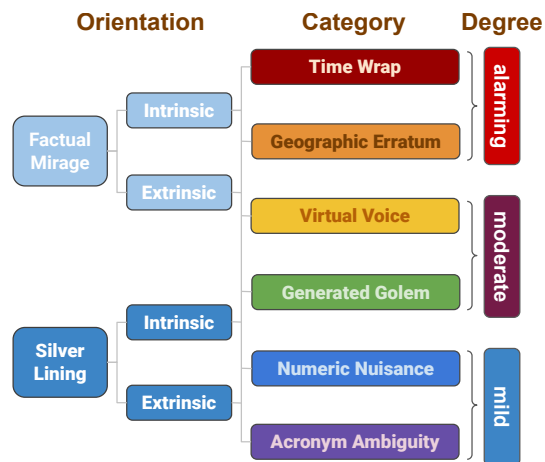 Orientation Category Degree
Time Wrap
alarming
Intrinsic
Factual
Mirage
Geographic Erratum
Extrinsic
Virtual Voice
moderate
Generated Golem
Intrinsic
Silver
Lining
Numeric Nuisance
mild
Extrinsic
Acronym Ambiguity